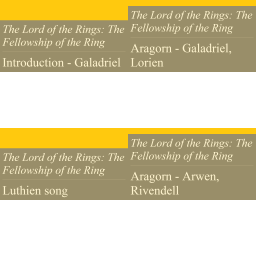 The Lord of the Rings: The
Fellowship of the Ring
Introduction - Galadriel
The Lord of the Rings: The
Fellowship of the Ring
Aragorn - Galadriel,
Lorien
The Lord of the Rings: The
Fellowship of the Ring
Luthien song
The Lord of the Rings: The
Fellowship of the Ring
Aragorn - Arwen,
Rivendell